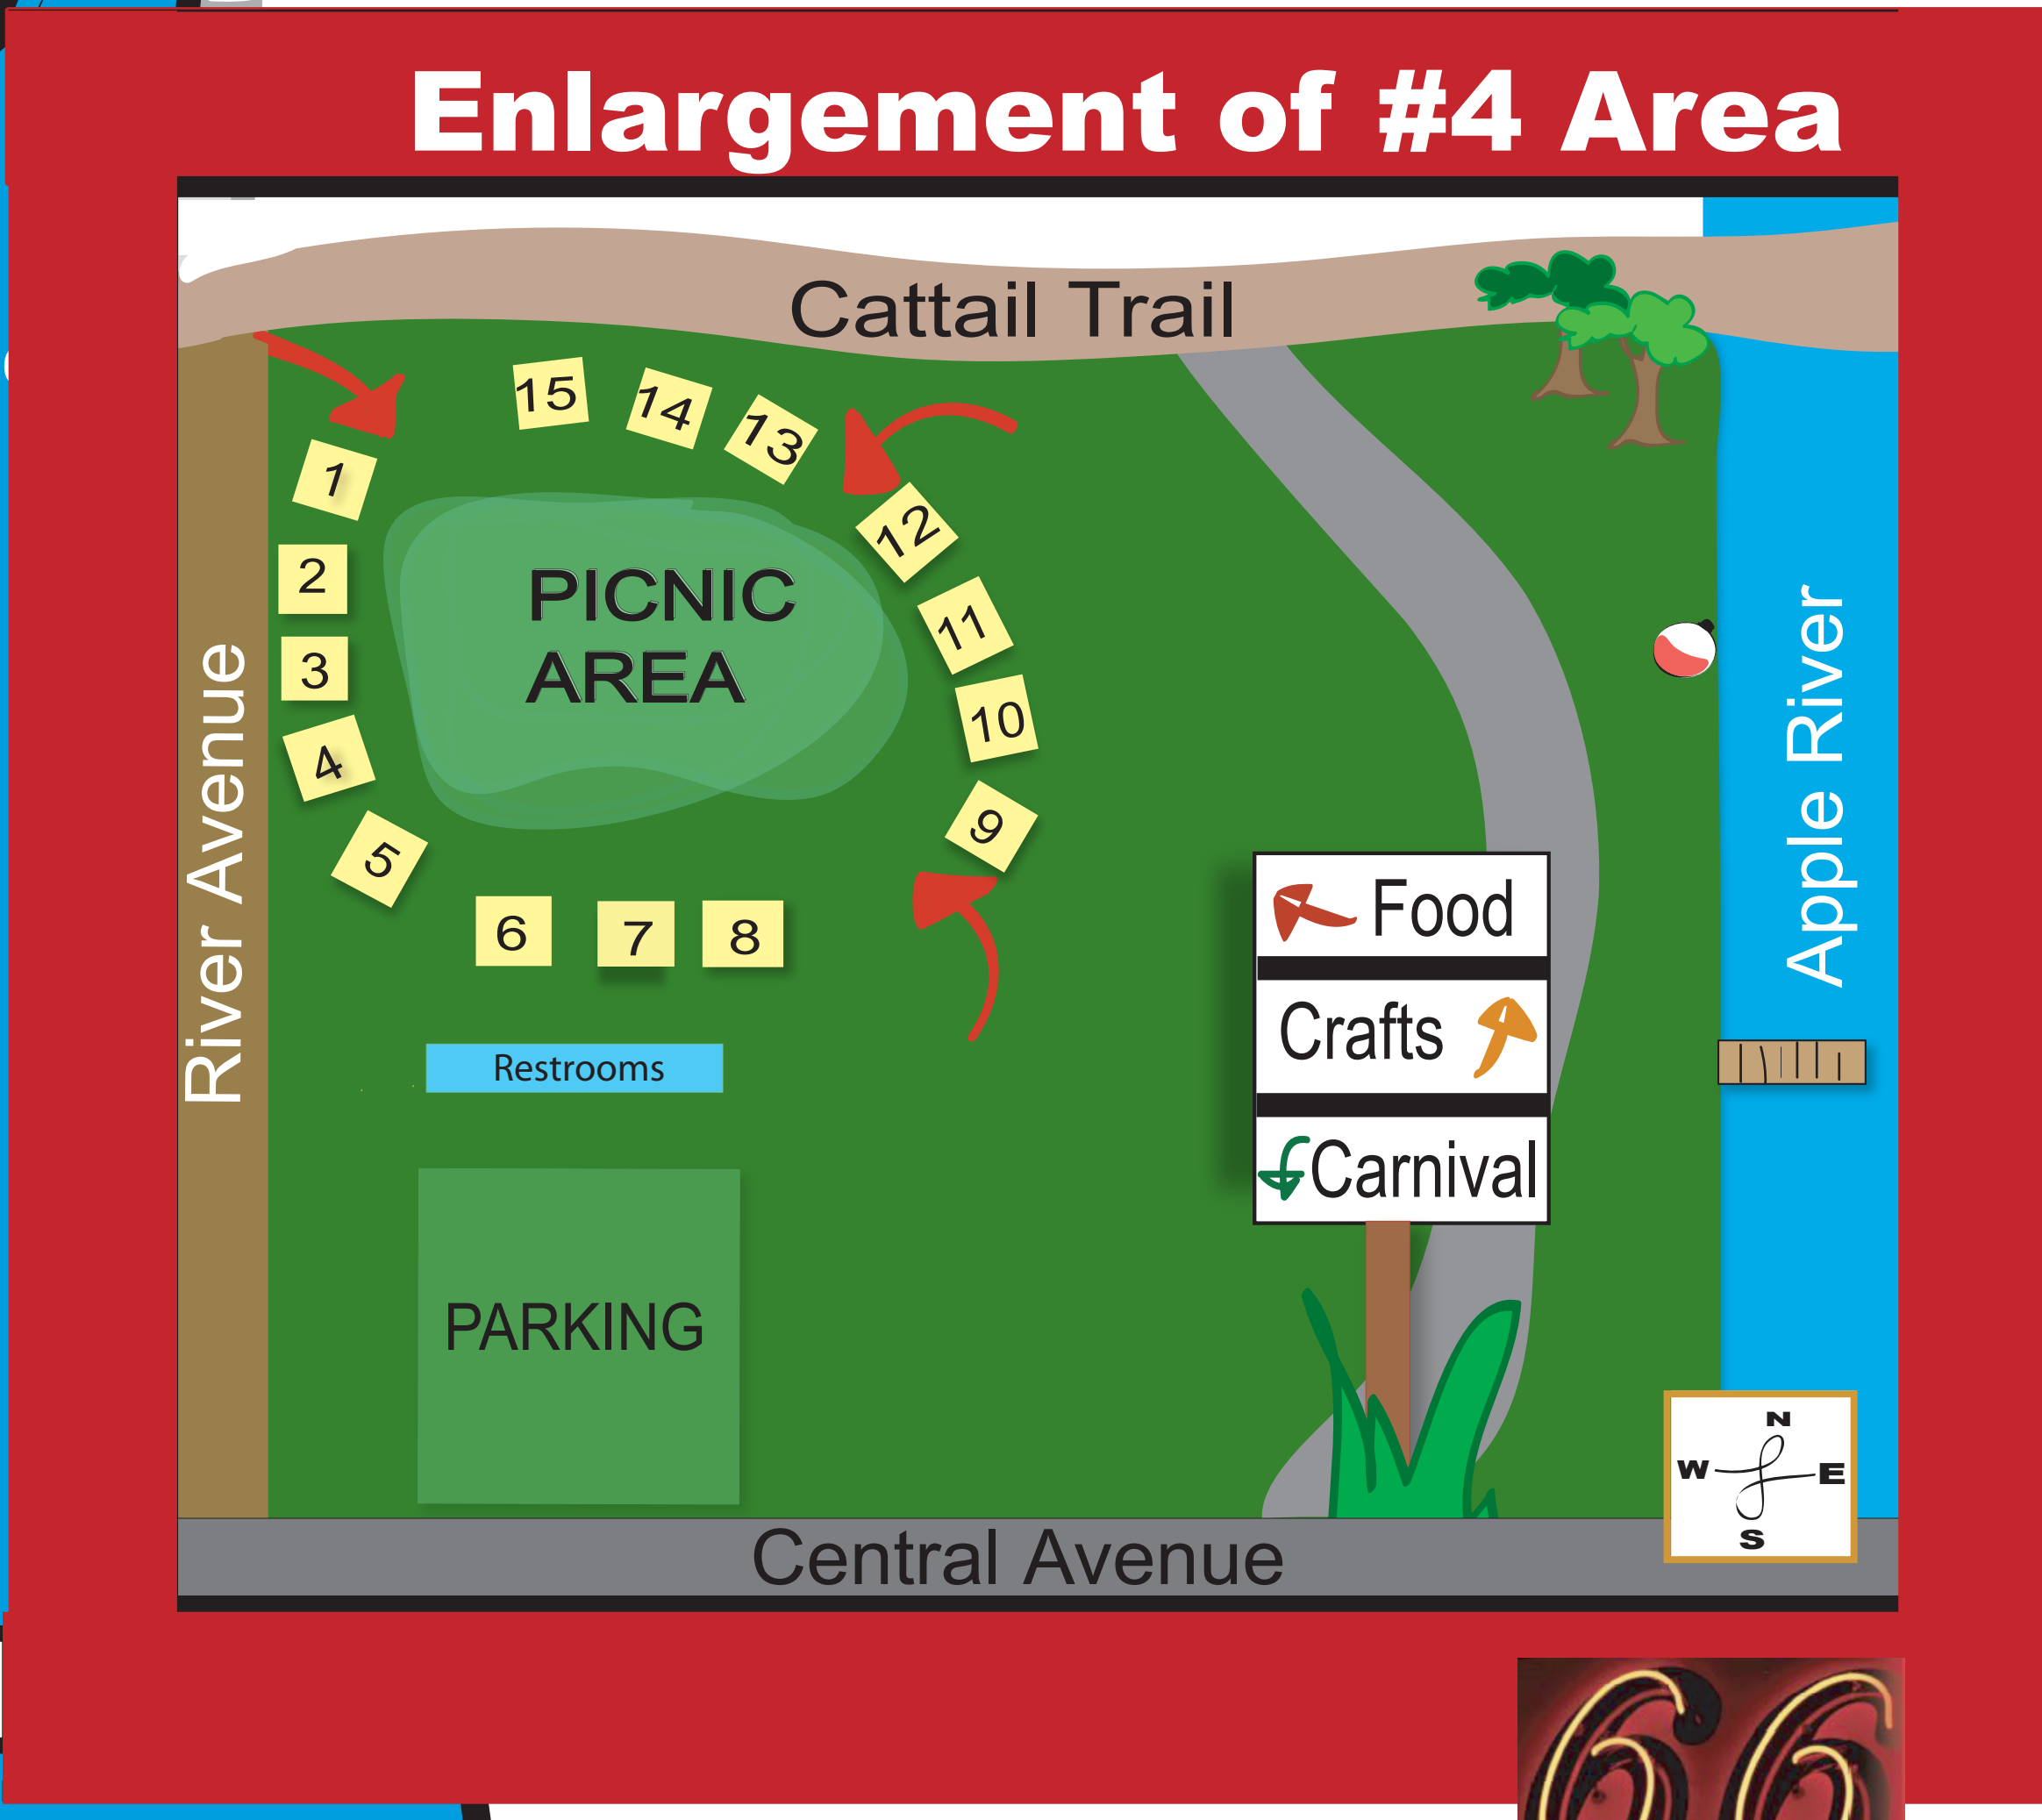 Enlargement of #4 Area
Cattail Trail
15
14
13
12
11
10
9
8
7
6
5
4
3
2
1
PICNIC
AREA
River Avenue
Apple River
Food
Crafts
Carnival
Restrooms
PARKING
N
W
E
S
Central Avenue
66